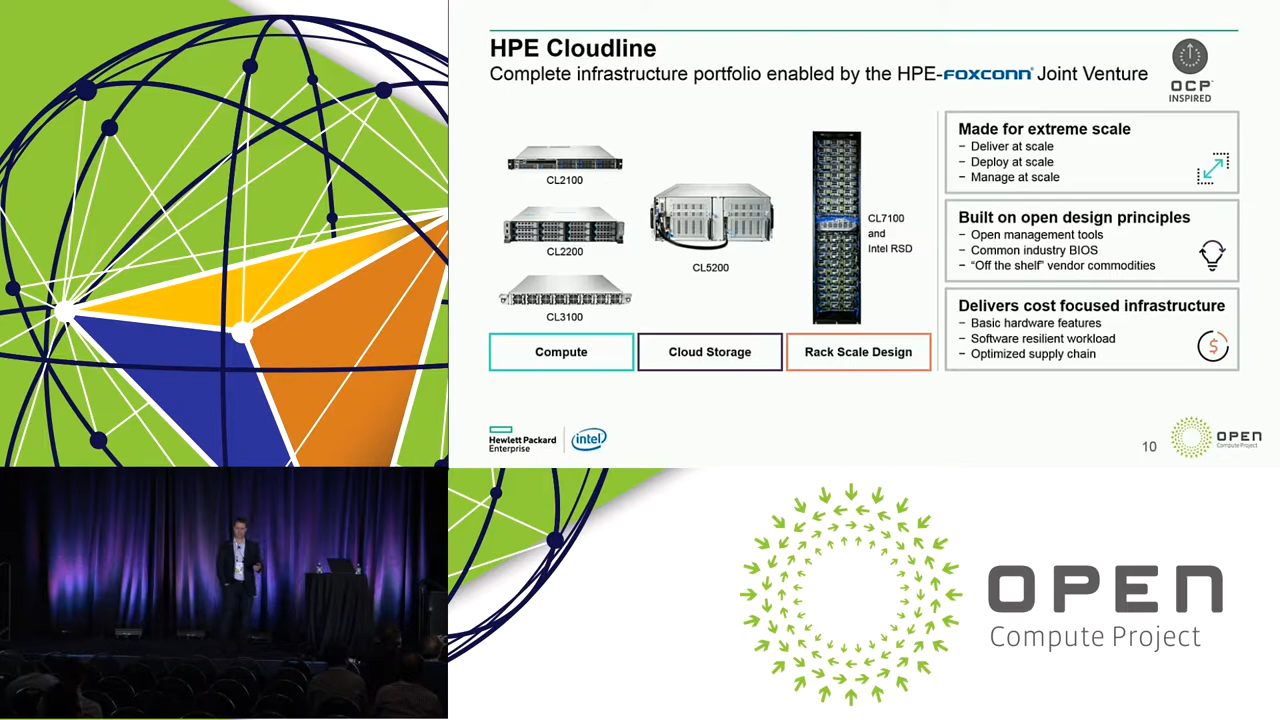 HPE Cloudline
Complete infrastructure portfolio enabled by the HPE-FOXCONN® Joint Venture
OCP™
INSPIRED
CL2100
CL2200
CL3100
CL5200
CL7100
and
Intel RSD
Compute
Cloud Storage
Rack Scale Design
Made for extreme scale
− Deliver at scale
− Deploy at scale
− Manage at scale
Built on open design principles
− Open management tools
− Common industry BIOS
− “Off the shelf” vendor commodities
Delivers cost focused infrastructure
− Basic hardware features
− Software resilient workload
− Optimized supply chain
$
Hewlett Packard
Enterprise
intel
10
OPEN
Compute Project
OPEN
Compute Project